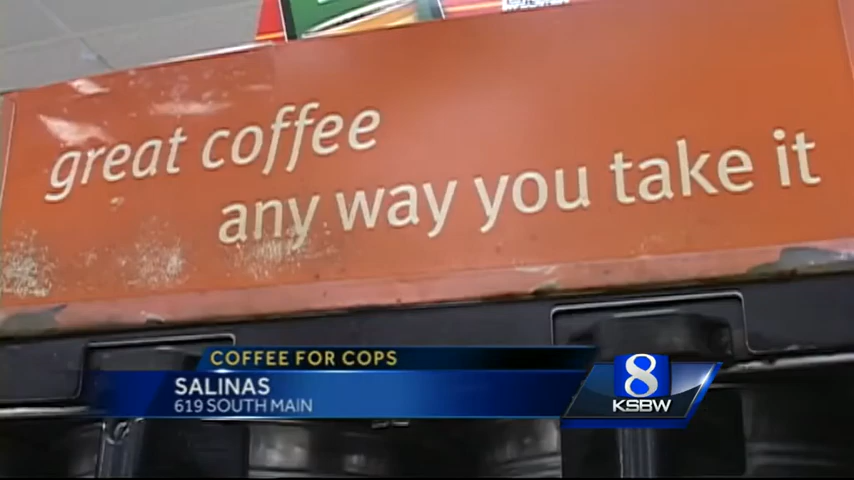 great coffee
any way you take it
COFFEE FOR COPS
SALINAS
619 SOUTH MAIN
8
KSBW